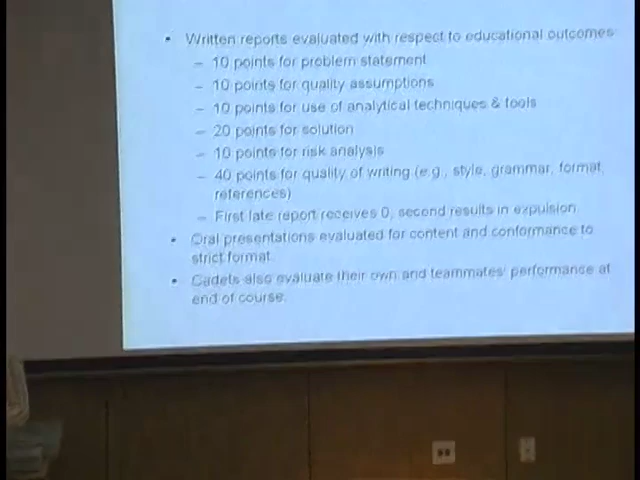 • Written reports evaluated with respect to educational outcomes
– 10 points for problem statement
– 10 points for quality assumptions
– 10 points for use of analytical techniques & tools
– 20 points for solution
– 10 points for risk analysis
– 40 points for quality of writing (e.g., style, grammar, format,
references)
– First late report receives 0, second results in expulsion
• Oral presentations evaluated for content and conformance to
strict format.
• Cadets also evaluate their own and teammates' performance at
end of course.